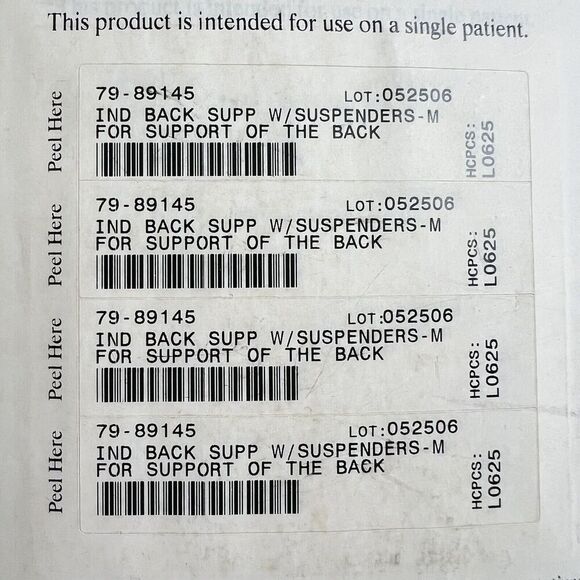 This product is intended for use on a single patient.
Peel Here
79-89145 LOT:052506
IND BACK SUPP W/SUSPENDERS-M
FOR SUPPORT OF THE BACK
HCPCS:
L0625
Peel Here
79-89145 LOT:052506
IND BACK SUPP W/SUSPENDERS-M
FOR SUPPORT OF THE BACK
HCPCS:
L0625
Peel Here
79-89145 LOT:052506
IND BACK SUPP W/SUSPENDERS-M
FOR SUPPORT OF THE BACK
HCPCS:
L0625
Peel Here
79-89145 LOT:052506
IND BACK SUPP W/SUSPENDERS-M
FOR SUPPORT OF THE BACK
HCPCS:
L0625